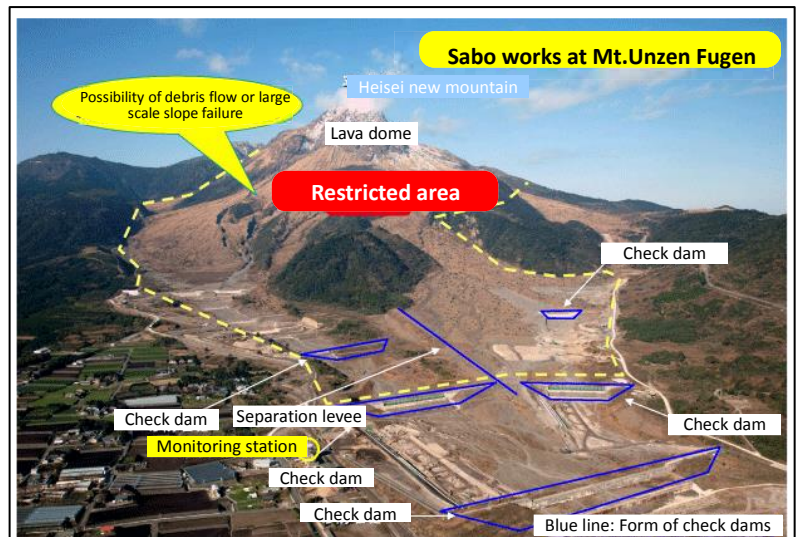 Sabo works at Mt.Unzen Fugen
Heisei new mountain
Possibility of debris flow or large
scale slope failure
Lava dome
Restricted area
Check dam
Check dam
Separation levee
Check dam
Monitoring station
Check dam
Check dam
Blue line: Form of check dams